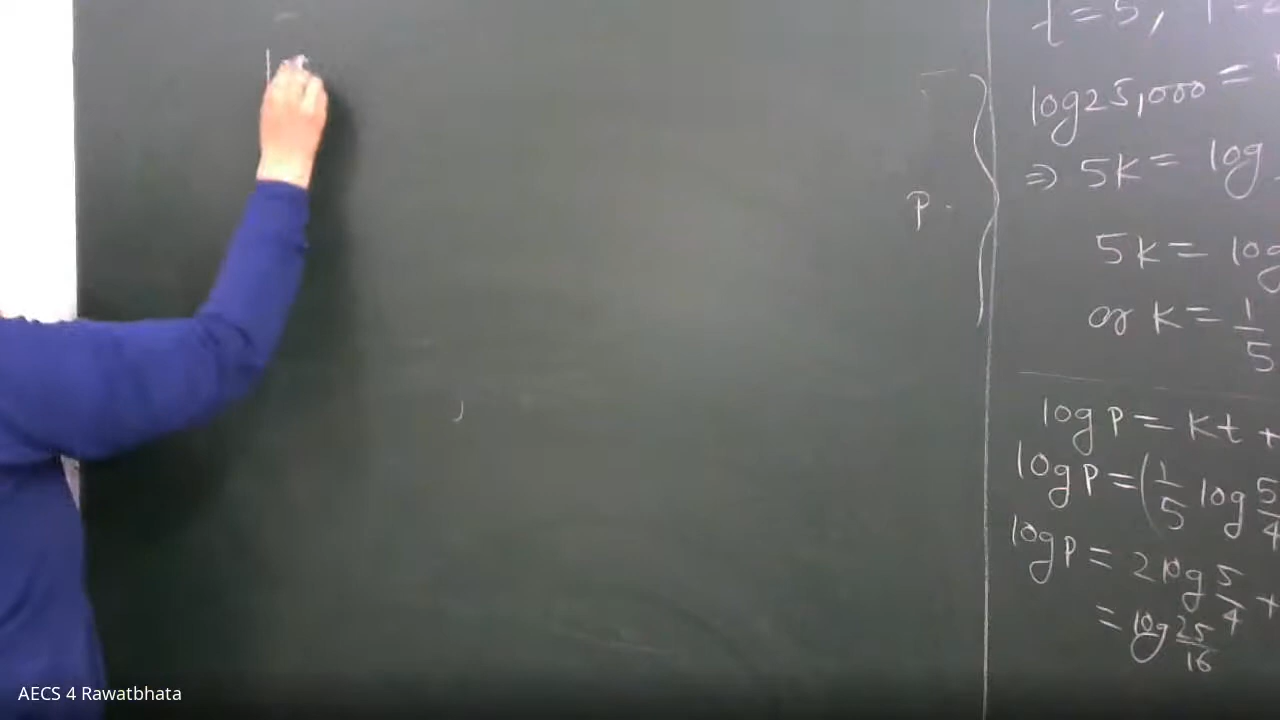 P.
t = 5,
log 25,000 =
⇒ 5K = log
5K = log
or K = 1/5
log P = Kt +
log P = (1/5 log 5/4
log P = 2 log 5/4 +
= log 25/16
AECS 4 Rawatbhata